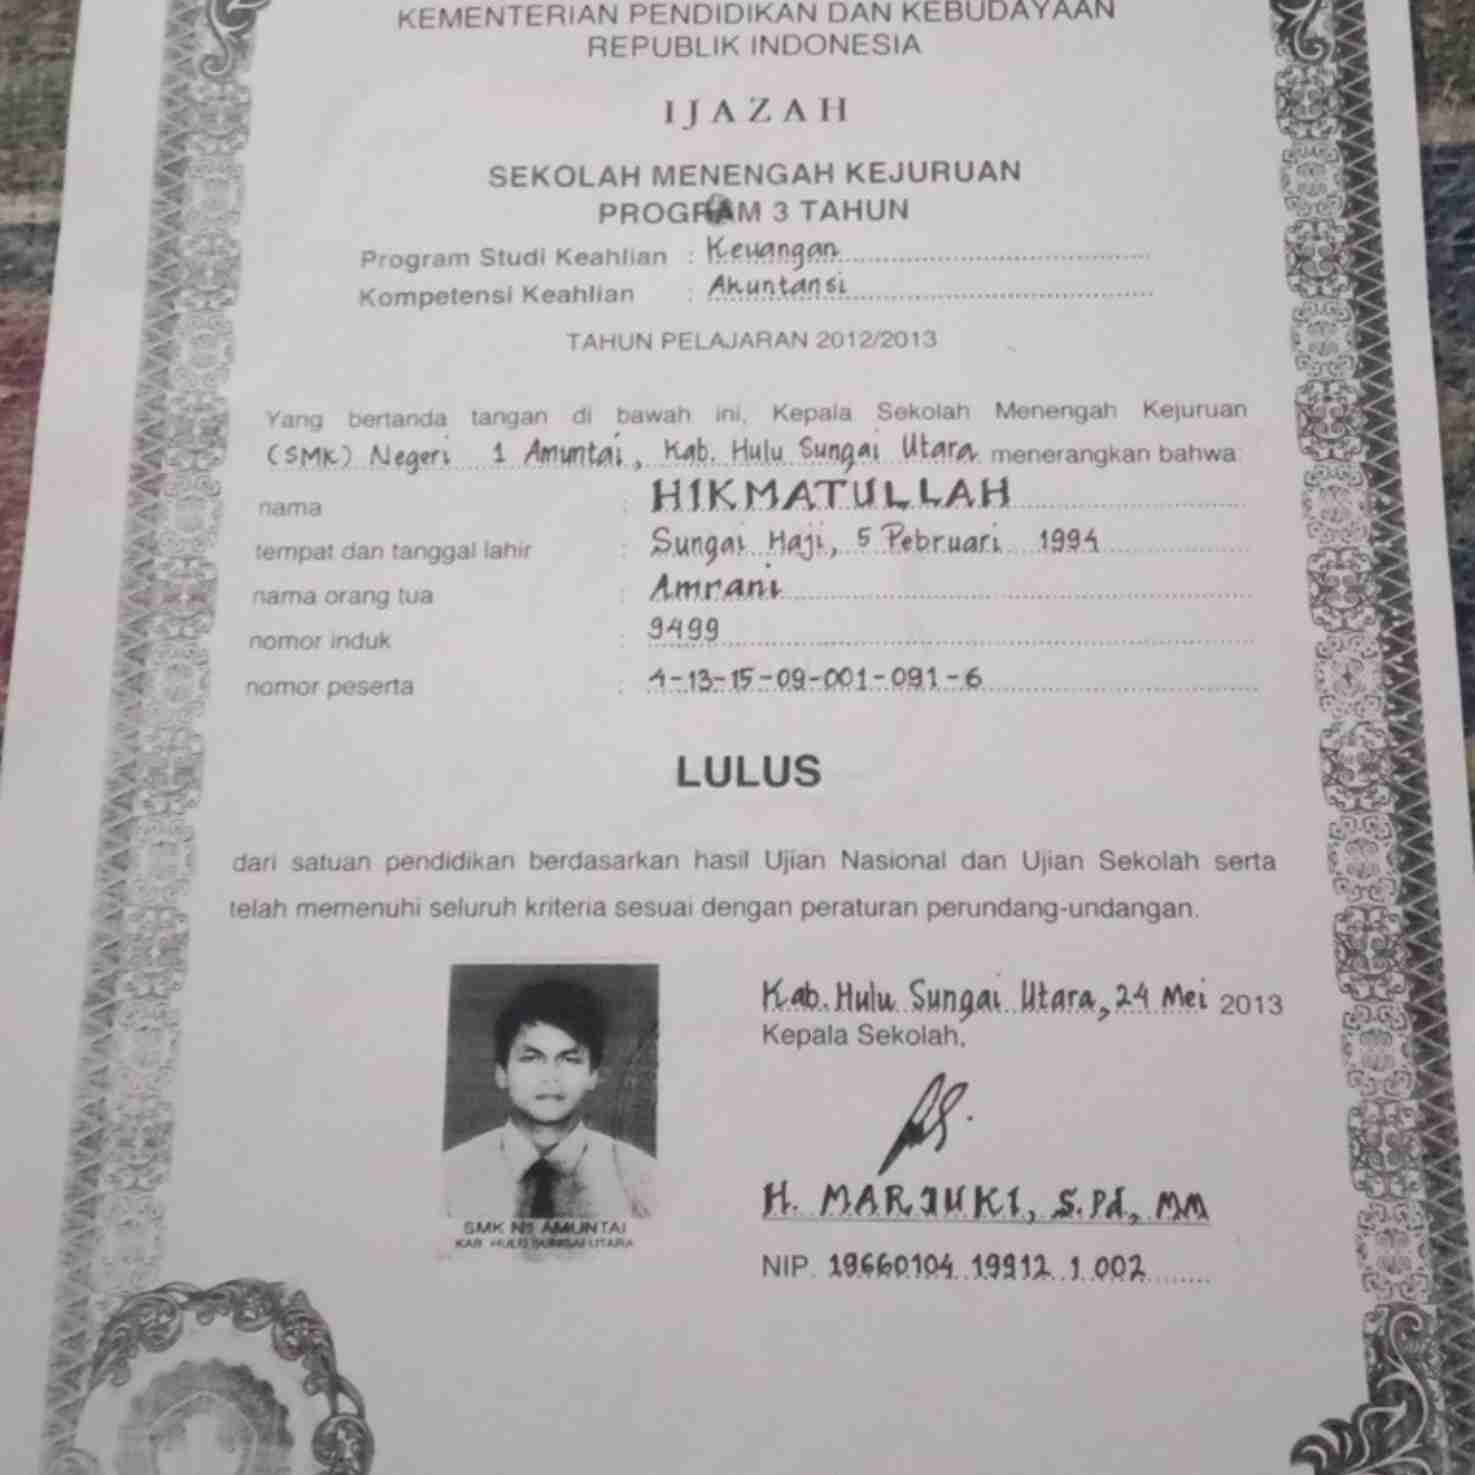 KEMENTERIAN PENDIDIKAN DAN KEBUDAYAAN
REPUBLIK INDONESIA
IJAZAH
SEKOLAH MENENGAH KEJURUAN
PROGRAM 3 TAHUN
Program Studi Keahlian : Keuangan
Kompetensi Keahlian : Akuntansi
TAHUN PELAJARAN 2012/2013
Yang bertanda tangan di bawah ini, Kepala Sekolah Menengah Kejuruan
(SMK) Negeri 1 Amuntai, Kab. Hulu Sungai Utara menerangkan bahwa
nama : HIKMATULLAH
tempat dan tanggal lahir : Sungai Haji, 5 Pebruari 1994
nama orang tua : Amrani
nomor induk : 9499
nomor peserta : 4-13-15-09-001-091-6
LULUS
dari satuan pendidikan berdasarkan hasil Ujian Nasional dan Ujian Sekolah serta
telah memenuhi seluruh kriteria sesuai dengan peraturan perundang-undangan.
Kab. Hulu Sungai Utara, 24 Mei 2013
Kepala Sekolah,
H. MARJUKI, S.Pd, MM
NIP. 19660104 19912 1 002
SMK N1 AMUNTAI
KAB HULU SUNGAI UTARA